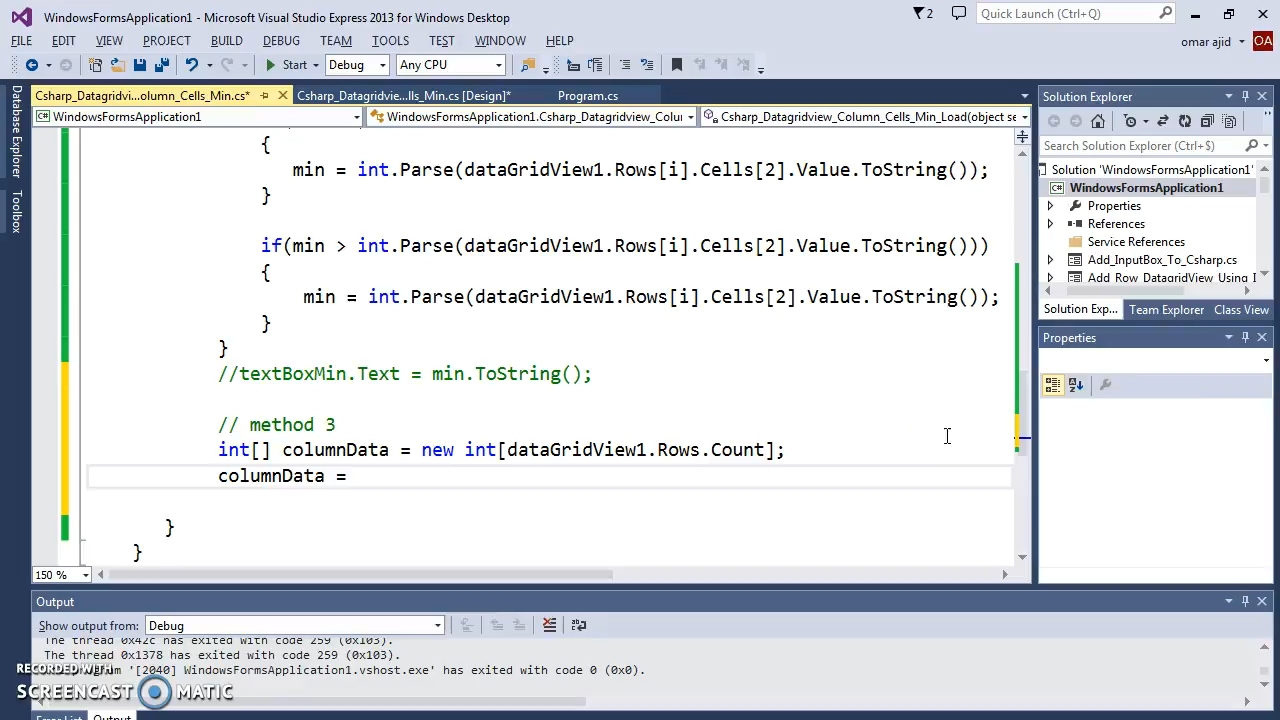 WindowsFormsApplication1 - Microsoft Visual Studio Express 2013 for Windows Desktop
2
Quick Launch (Ctrl+Q)
FILE EDIT VIEW PROJECT BUILD DEBUG TEAM TOOLS TEST WINDOW HELP
omar ajid
OA
Start Debug Any CPU
Csharp_Datagridvi...olumn_Cells_Min.cs* Csharp_Datagridvie...lls_Min.cs [Design]* Program.cs
WindowsFormsApplication1 WindowsFormsApplication1.Csharp_Datagridview_Colu Csharp_Datagridview_Column_Cells_Min_Load(object se
Database Explorer
Toolbox
{
min = int.Parse(dataGridView1.Rows[i].Cells[2].Value.ToString());
}
if(min > int.Parse(dataGridView1.Rows[i].Cells[2].Value.ToString()))
{
min = int.Parse(dataGridView1.Rows[i].Cells[2].Value.ToString());
}
}
//textBoxMin.Text = min.ToString();
// method 3
int[] columnData = new int[dataGridView1.Rows.Count];
columnData =
}
}
150 %
Solution Explorer
Search Solution Explorer (Ctrl+$)
Solution 'WindowsFormsApplication1'
WindowsFormsApplication1
Properties
References
Service References
Add_InputBox_To_Csharp.cs
Add_Row_DatagridView_Using_I
Solution Exp... Team Explorer Class View
Properties
Output
Show output from: Debug
The thread 0x42c has exited with code 259 (0x103).
The thread 0x1378 has exited with code 259 (0x103).
'[2040] WindowsFormsApplication1.vshost.exe' has exited with code 0 (0x0).
RECORDED WITH
SCREENCAST MATIC
Error List Output